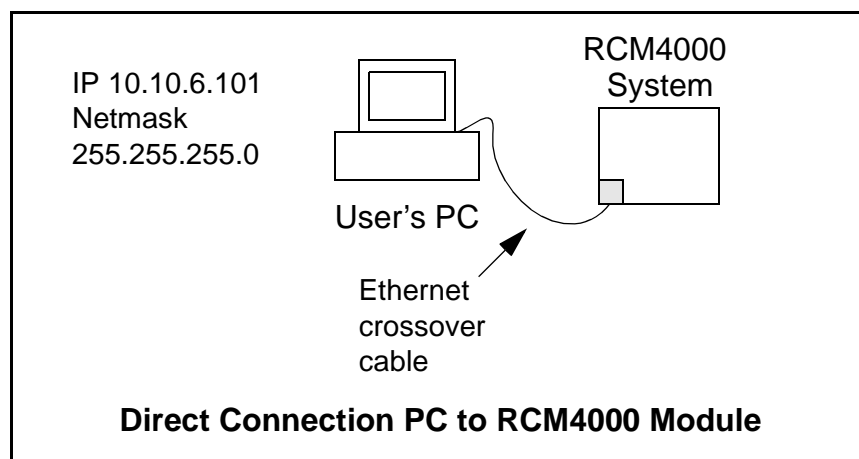 IP 10.10.6.101
Netmask
255.255.255.0
RCM4000
System
User's PC
Ethernet
crossover
cable
Direct Connection PC to RCM4000 Module